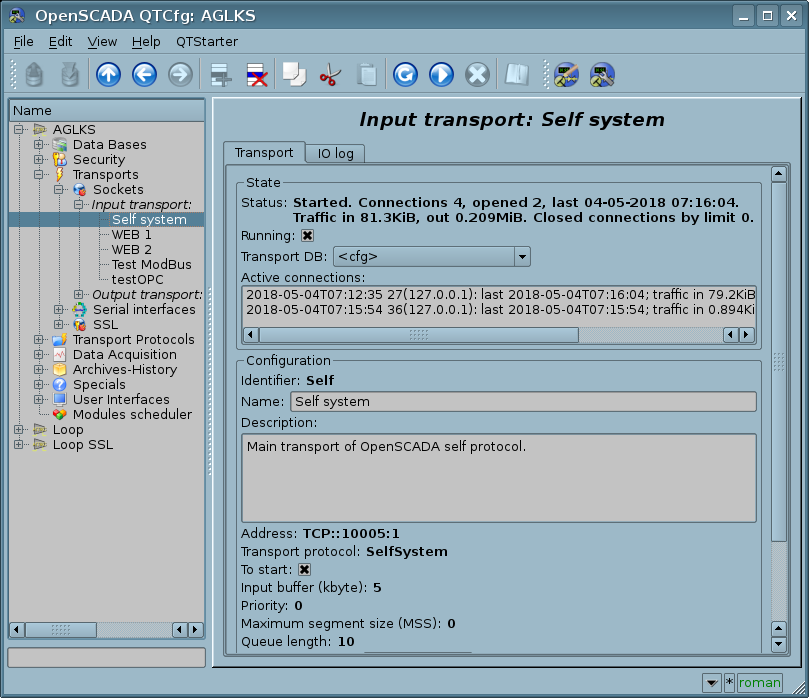 OpenSCADA QTCfg: AGLKS
File Edit View Help QTStarter
Name
AGLKS
Data Bases
Security
Transports
Sockets
Input transport:
Self system
WEB 1
WEB 2
Test ModBus
testOPC
Output transport:
Serial interfaces
SSL
Transport Protocols
Data Acquisition
Archives-History
Specials
User Interfaces
Modules scheduler
Loop
Loop SSL
Input transport: Self system
Transport IO log
State
Status: Started. Connections 4, opened 2, last 04-05-2018 07:16:04.
Traffic in 81.3KiB, out 0.209MiB. Closed connections by limit 0.
Running:
Transport DB: <cfg>
Active connections:
2018-05-04T07:12:35 27(127.0.0.1): last 2018-05-04T07:16:04; traffic in 79.2KiB
2018-05-04T07:15:54 36(127.0.0.1): last 2018-05-04T07:15:54; traffic in 0.894Ki
Configuration
Identifier: Self
Name: Self system
Description:
Main transport of OpenSCADA self protocol.
Address: TCP::10005:1
Transport protocol: SelfSystem
To start:
Input buffer (kbyte): 5
Priority: 0
Maximum segment size (MSS): 0
Queue length: 10
* roman